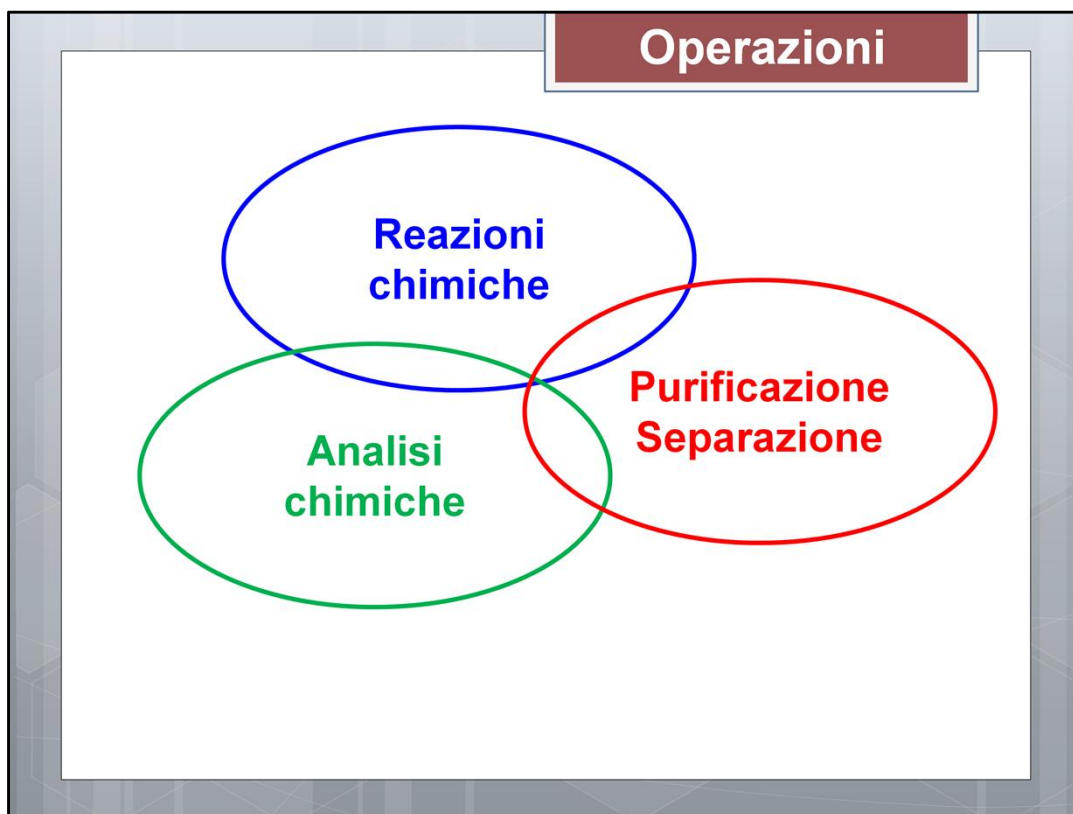 Operazioni
Reazioni
chimiche
Purificazione
Separazione
Analisi
chimiche